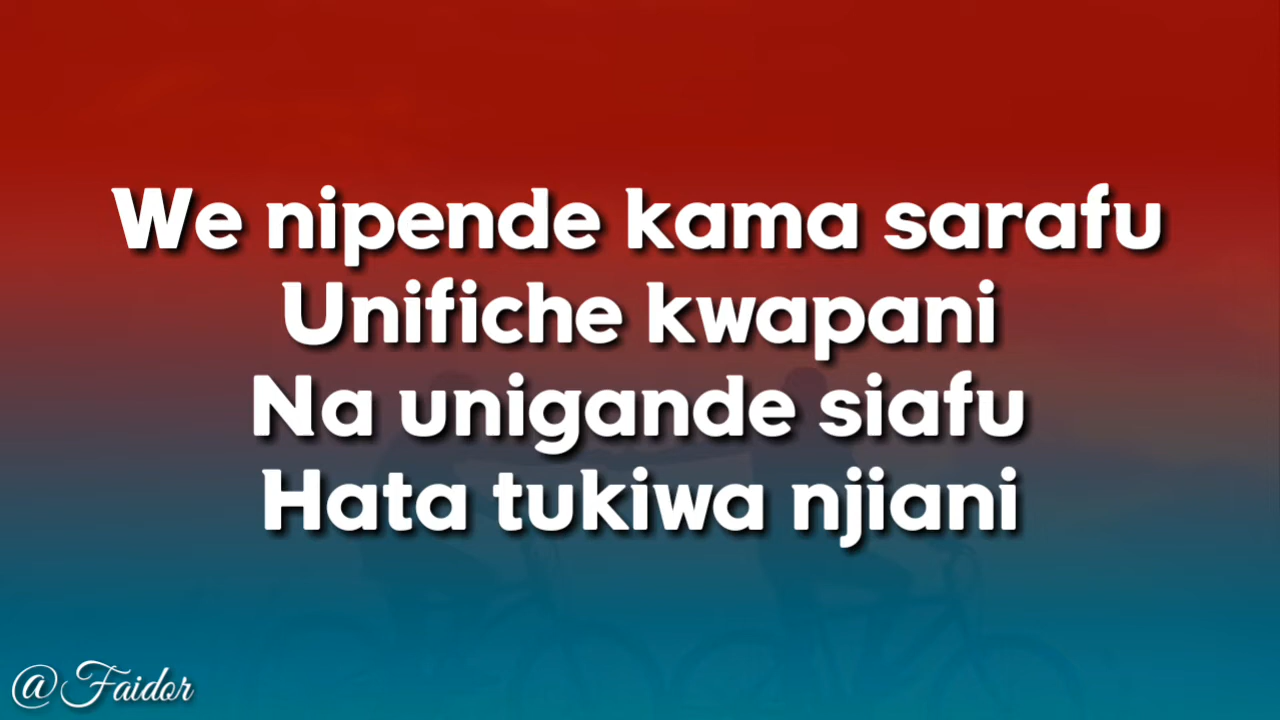 We nipende kama sarafu
Unifiche kwapani
Na unigande siafu
Hata tukiwa njiani
@Faidor